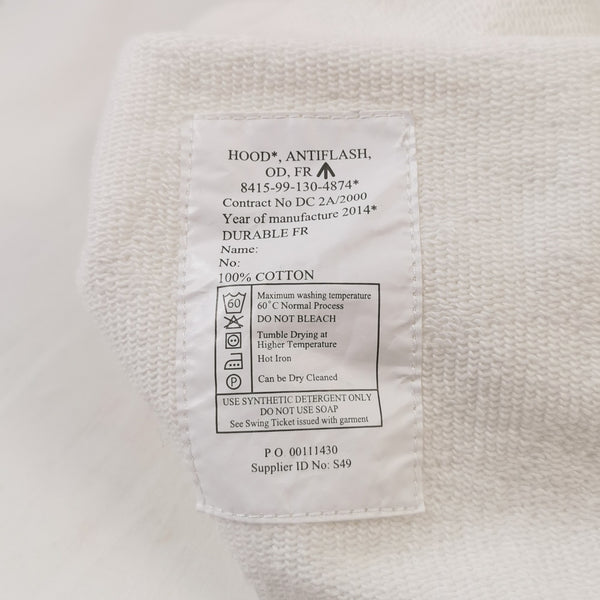 HOOD*, ANTIFLASH,
OD, FR
8415-99-130-4874*
Contract No DC 2A/2000
Year of manufacture 2014*
DURABLE FR
Name:
No:
100% COTTON
60 Maximum washing temperature
60°C Normal Process
DO NOT BLEACH
Tumble Drying at
Higher Temperature
Hot Iron
P Can be Dry Cleaned
USE SYNTHETIC DETERGENT ONLY
DO NOT USE SOAP
See Swing Ticket issued with garment
P O 00111430
Supplier ID No: S49